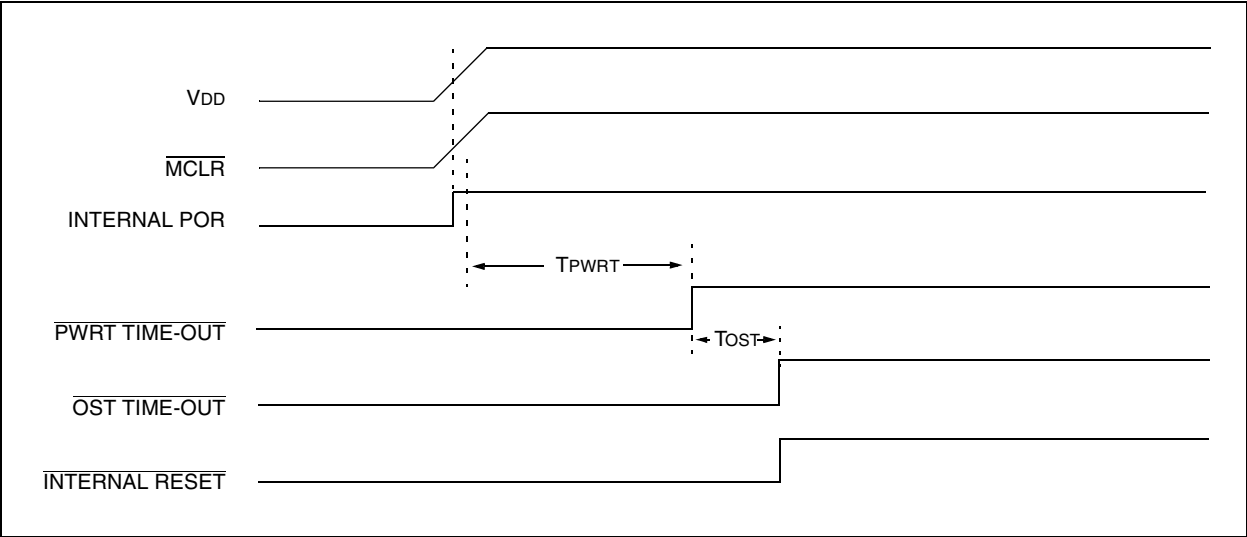 VDD
MCLR
INTERNAL POR
TPWRT
PWRT TIME-OUT
TOST
OST TIME-OUT
INTERNAL RESET